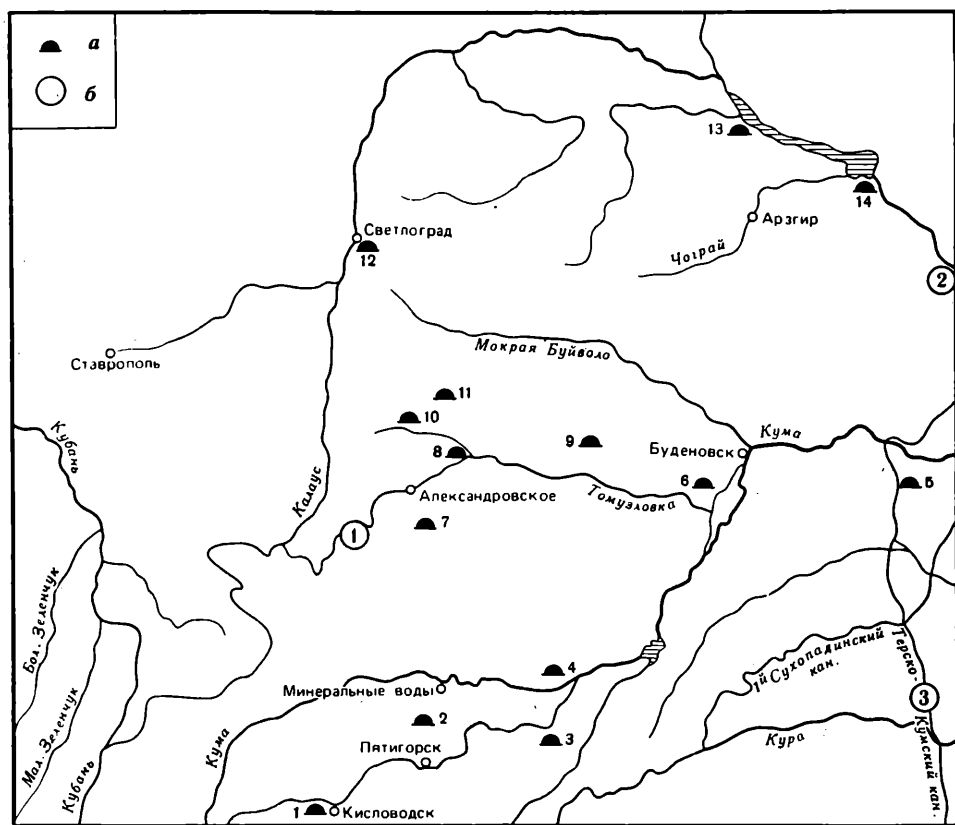 а
б
13
14
Арзгир
Светлоград
12
Чограй
2
Ставрополь
Мокрая Буйволо
11
10
Кубань
9
Кума
8
Буденовск
6
5
Александровское
Томузловка
Калаус
7
1
Бол. Зеленчук
4
1й Сухопадинский
кан.
Терско-
Кумский кан.
3
Минеральные воды
2
3
Мал. Зеленчук
Кубань
Кума
Пятигорск
Кура
1
Кисловодск